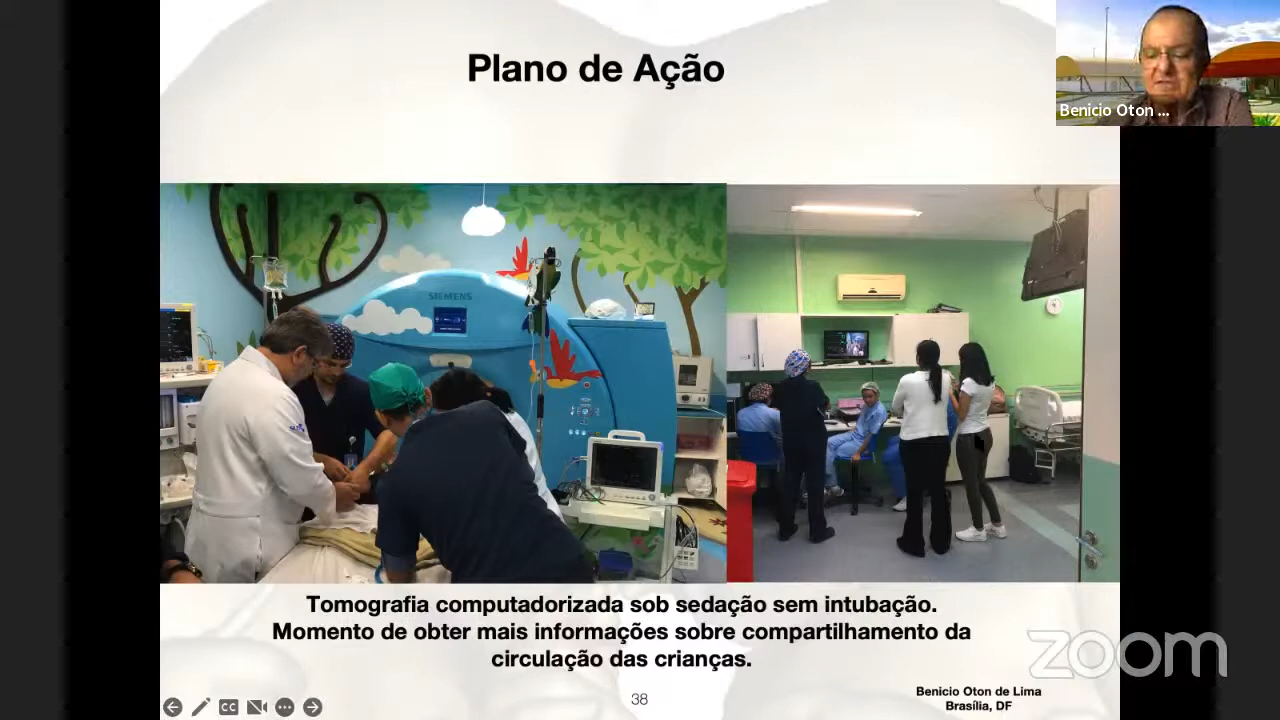 Plano de Ação
Benicio Oton ...
SIEMENS
Tomografia computadorizada sob sedação sem intubação.
Momento de obter mais informações sobre compartilhamento da
circulação das crianças.
zoom
CC
38
Benicio Oton de Lima
Brasília, DF